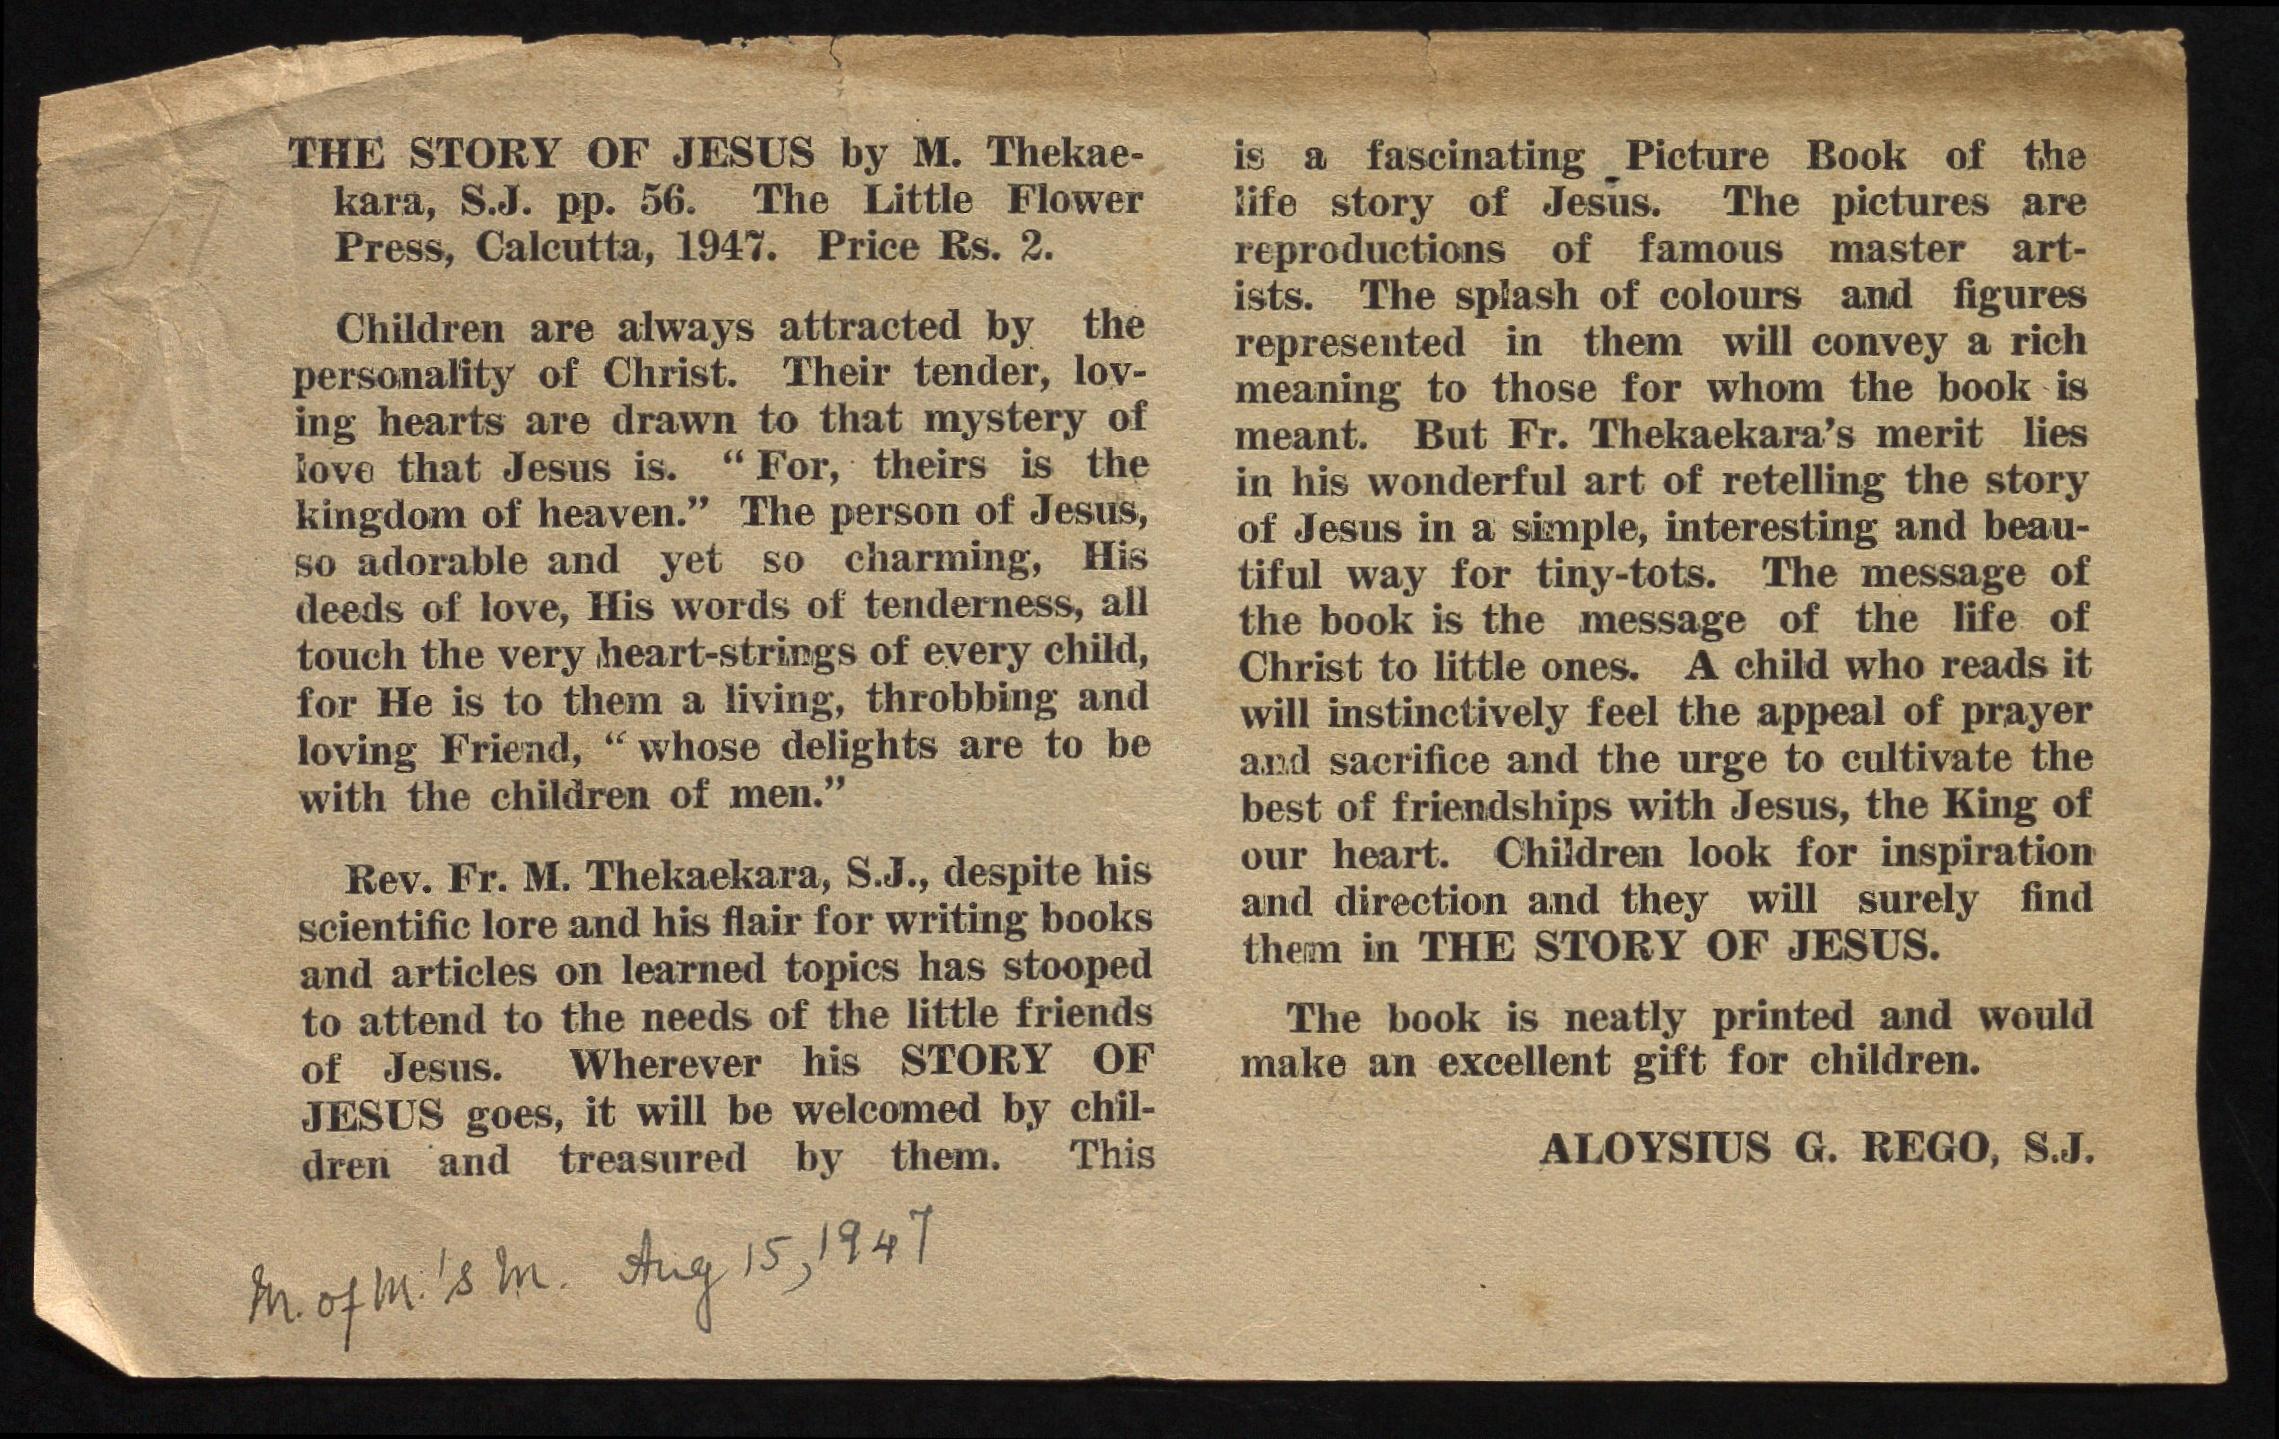 THE STORY OF JESUS by M. Thekae-
kara, S.J. pp. 56. The Little Flower
Press, Calcutta, 1947. Price Rs. 2.
Children are always attracted by the
personality of Christ. Their tender, lov-
ing hearts are drawn to that mystery of
love that Jesus is. “ For, theirs is the
kingdom of heaven.” The person of Jesus,
so adorable and yet so charming, His
deeds of love, His words of tenderness, all
touch the very heart-strings of every child,
for He is to them a living, throbbing and
loving Friend, “ whose delights are to be
with the children of men.”
Rev. Fr. M. Thekaekara, S.J., despite his
scientific lore and his flair for writing books
and articles on learned topics has stooped
to attend to the needs of the little friends
of Jesus. Wherever his STORY OF
JESUS goes, it will be welcomed by chil-
dren and treasured by them. This
M. of M.'s M. Aug 15, 1947
is a fascinating Picture Book of the
life story of Jesus. The pictures are
reproductions of famous master art-
ists. The splash of colours and figures
represented in them will convey a rich
meaning to those for whom the book is
meant. But Fr. Thekaekara’s merit lies
in his wonderful art of retelling the story
of Jesus in a simple, interesting and beau-
tiful way for tiny-tots. The message of
the book is the message of the life of
Christ to little ones. A child who reads it
will instinctively feel the appeal of prayer
and sacrifice and the urge to cultivate the
best of friendships with Jesus, the King of
our heart. Children look for inspiration
and direction and they will surely find
them in THE STORY OF JESUS.
The book is neatly printed and would
make an excellent gift for children.
ALOYSIUS G. REGO, S.J.